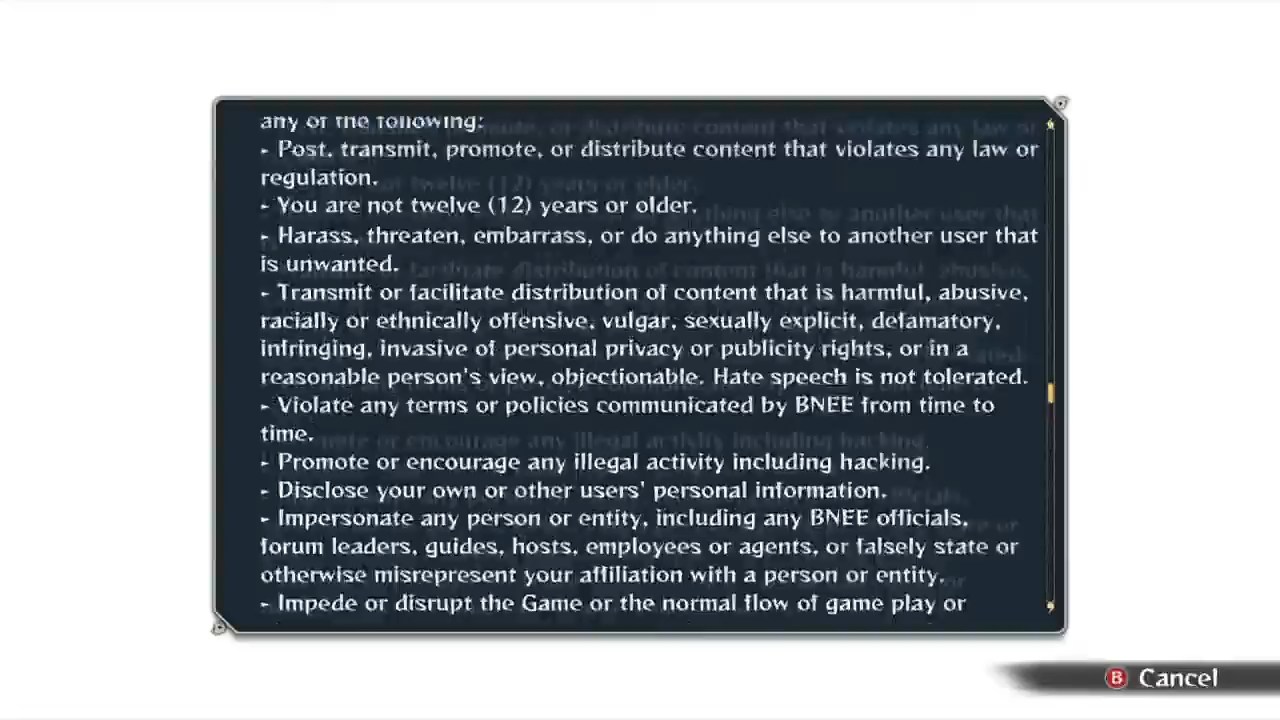 any of the following:
- Post, transmit, promote, or distribute content that violates any law or
regulation.
- You are not twelve (12) years or older.
- Harass, threaten, embarrass, or do anything else to another user that
is unwanted.
- Transmit or facilitate distribution of content that is harmful, abusive,
racially or ethnically offensive, vulgar, sexually explicit, defamatory,
infringing, invasive of personal privacy or publicity rights, or in a
reasonable person's view, objectionable. Hate speech is not tolerated.
- Violate any terms or policies communicated by BNEE from time to
time.
- Promote or encourage any illegal activity including hacking.
- Disclose your own or other users' personal information.
- Impersonate any person or entity, including any BNEE officials,
forum leaders, guides, hosts, employees or agents, or falsely state or
otherwise misrepresent your affiliation with a person or entity.
- Impede or disrupt the Game or the normal flow of game play or
B Cancel